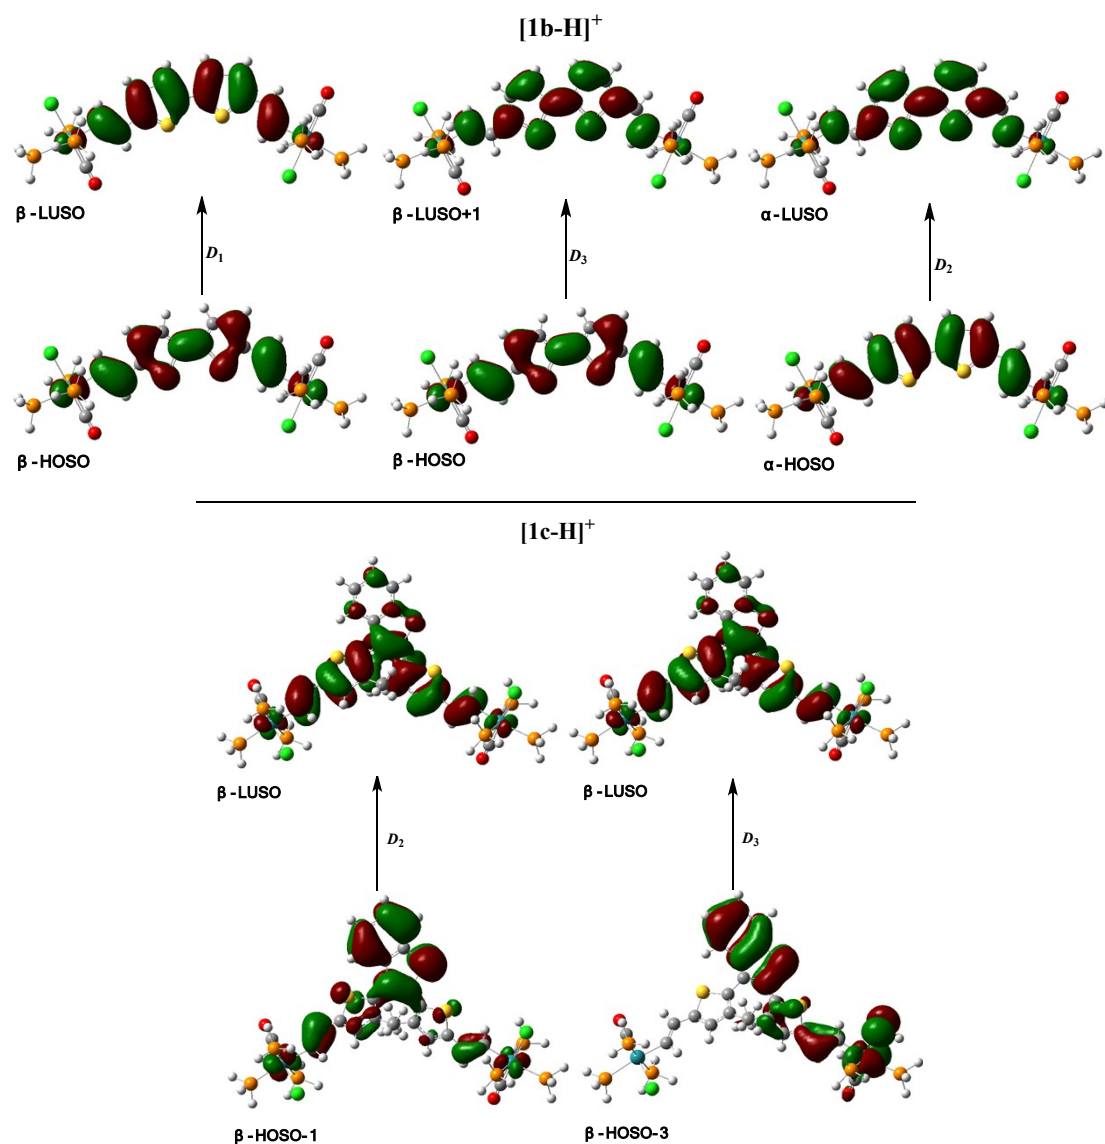 [1b-H]+
β-LUSO
β-LUSO+1
α-LUSO
D1
D3
D2
β-HOSO
β-HOSO
α-HOSO
[1c-H]+
β-LUSO
β-LUSO
D2
D3
β-HOSO-1
β-HOSO-3